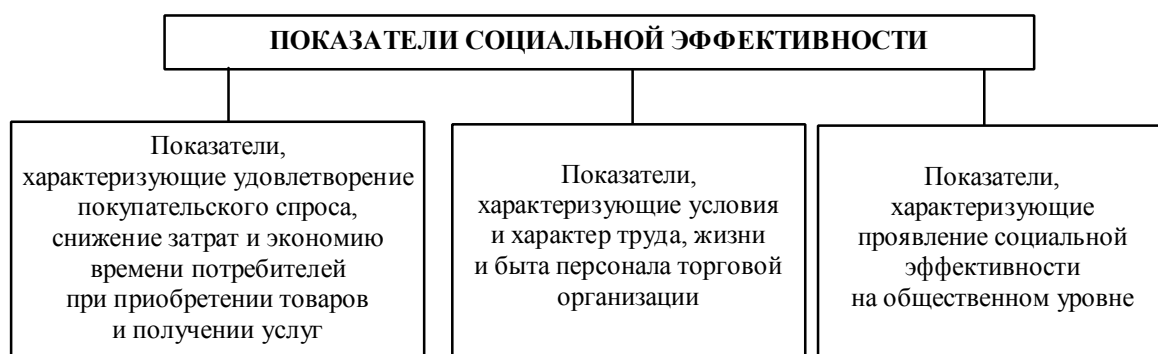 ПОКАЗАТЕЛИ СОЦИАЛЬНОЙ ЭФФЕКТИВНОСТИ
Показатели,
характеризующие удовлетворение
покупательского спроса,
снижение затрат и экономию
времени потребителей
при приобретении товаров
и получении услуг
Показатели,
характеризующие условия
и характер труда, жизни
и быта персонала торговой
организации
Показатели,
характеризующие
проявление социальной
эффективности
на общественном уровне